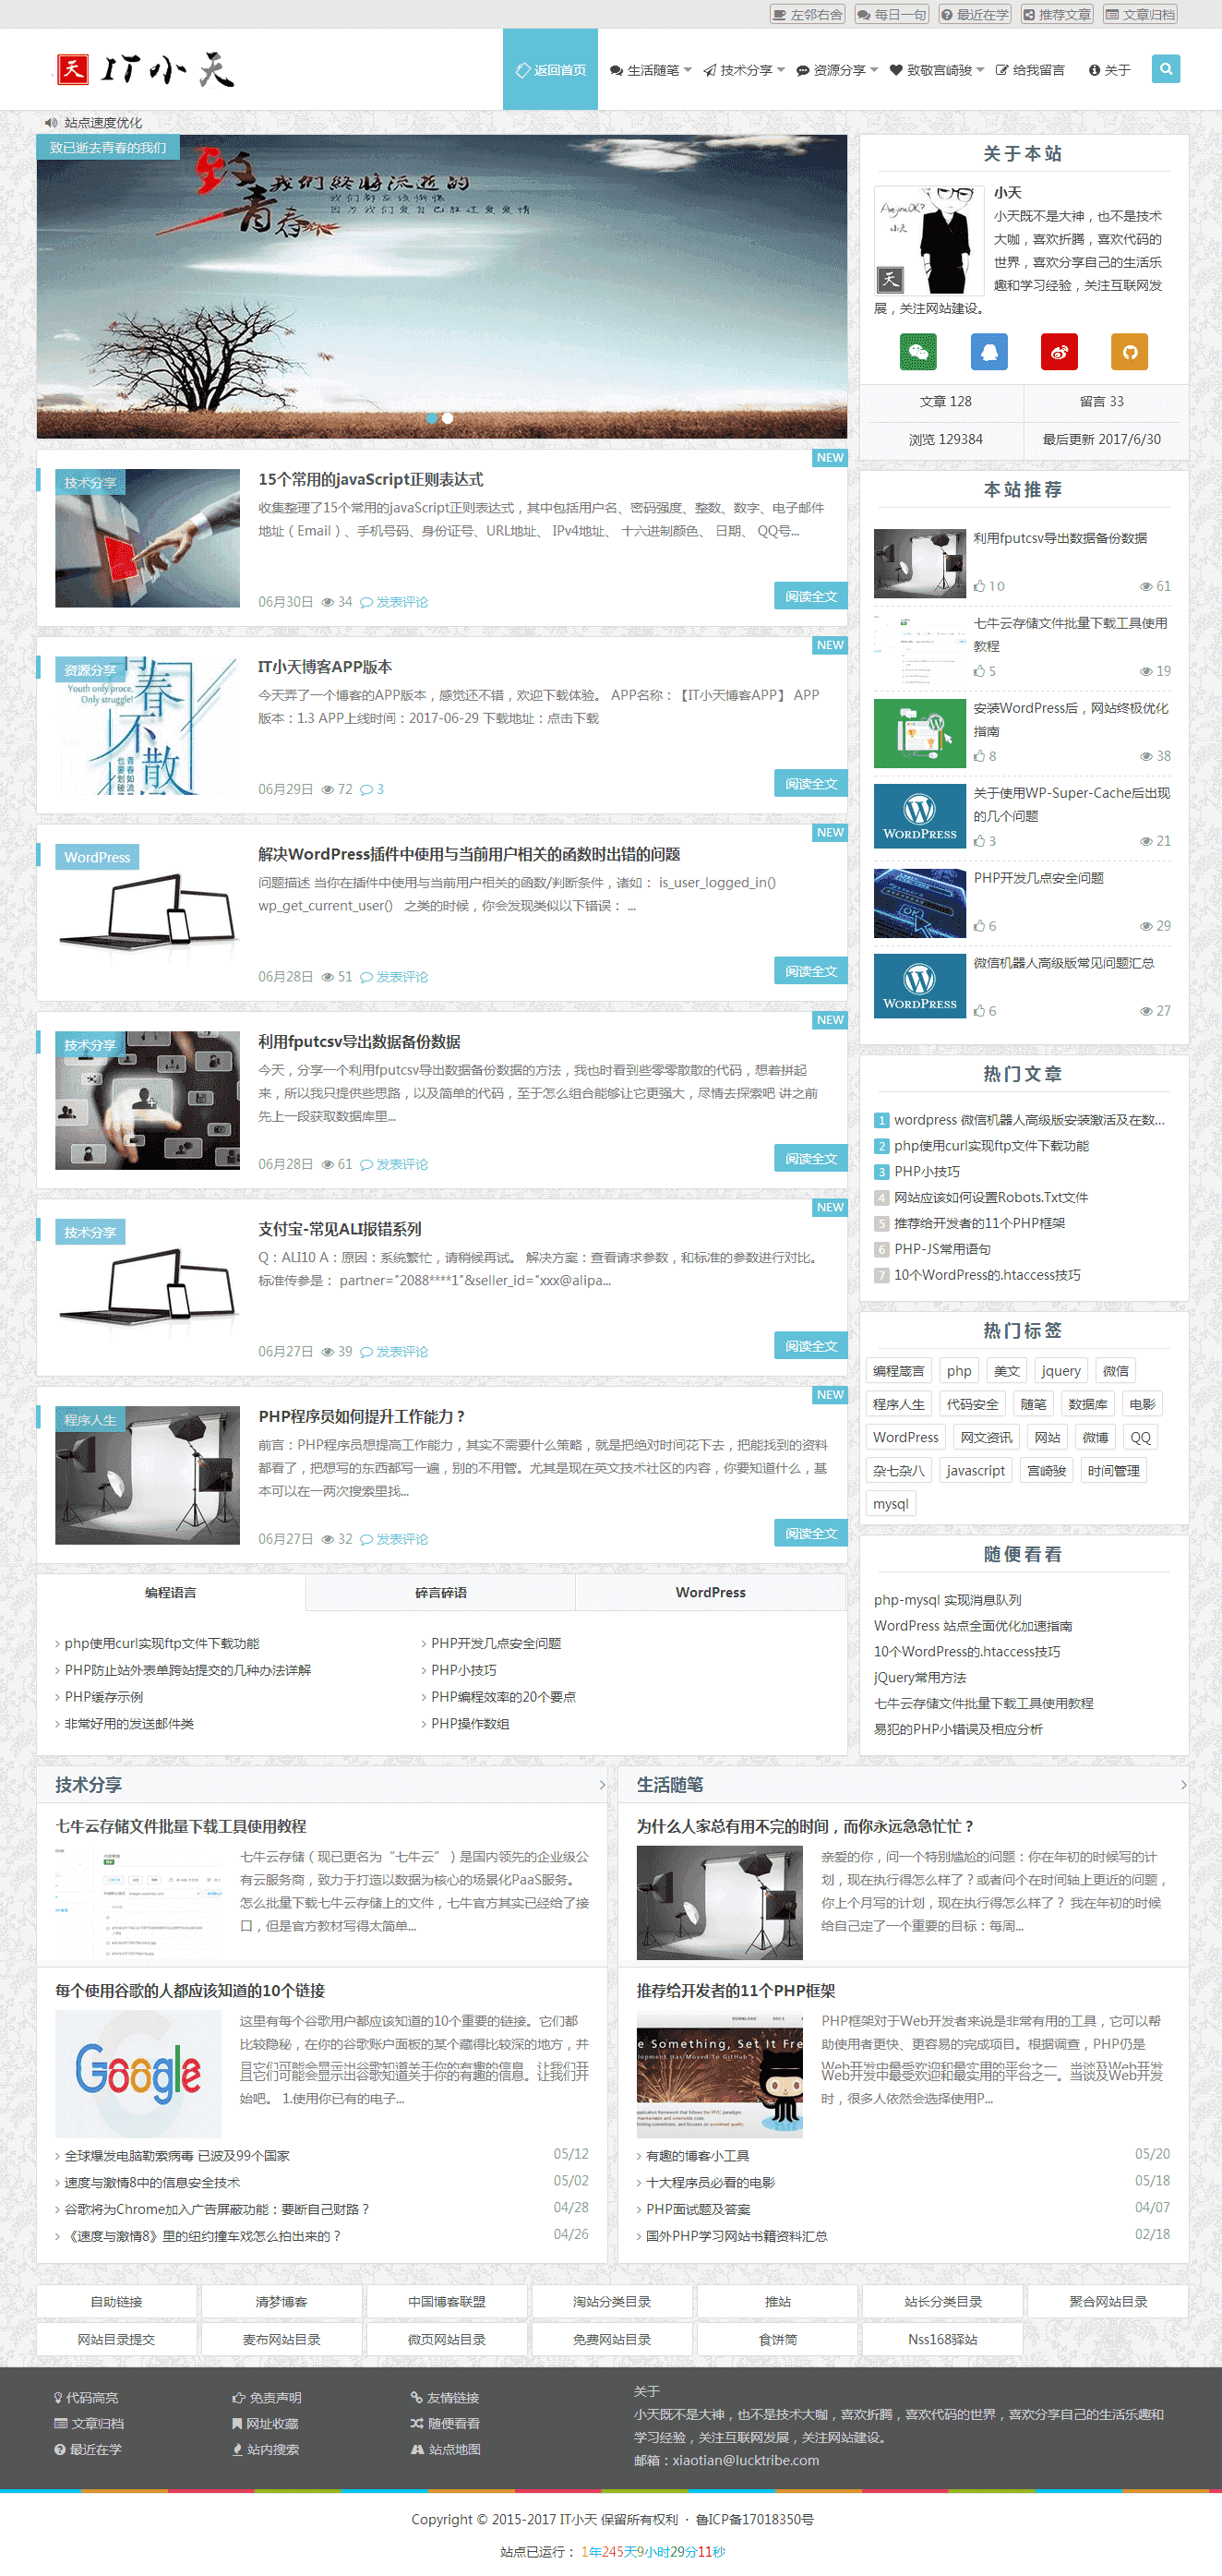 左邻右舍 每日一句 最近在学 推荐文章 文章归档
天 IT小天
返回首页 生活随笔 技术分享 资源分享 致敬宫崎骏 给我留言 关于
站点速度优化
致已逝去青春的我们
致青春
我们终将流逝的
关于本站
小天
小天既不是大神，也不是技术
大咖，喜欢折腾，喜欢代码的
世界，喜欢分享自己的生活乐
趣和学习经验，关注互联网发
展，关注网站建设。
Are you OK?
小天
天
文章 128
留言 33
浏览 129384
最后更新 2017/6/30
NEW
技术分享
15个常用的javaScript正则表达式
收集整理了15个常用的javaScript正则表达式，其中包括用户名、密码强度、整数、数字、电子邮件
地址（Email）、手机号码、身份证号、URL地址、 IPv4地址、 十六进制颜色、 日期、 QQ号...
06月30日 34 发表评论
阅读全文
NEW
资源分享
Youth only proce.
Only struggle!
春不散场
IT小天博客APP版本
今天弄了一个博客的APP版本，感觉还不错，欢迎下载体验。 APP名称：【IT小天博客APP】 APP
版本：1.3 APP上线时间：2017-06-29 下载地址：点击下载
06月29日 72 3
阅读全文
NEW
WordPress
解决WordPress插件中使用与当前用户相关的函数时出错的问题
问题描述 当你在插件中使用与当前用户相关的函数/判断条件，诸如： is_user_logged_in()
wp_get_current_user() 之类的时候，你会发现类似以下错误： ...
06月28日 51 发表评论
阅读全文
NEW
技术分享
利用fputcsv导出数据备份数据
今天，分享一个利用fputcsv导出数据备份数据的方法，我也时看到些零零散散的代码，想着拼起
来，所以我只提供些思路，以及简单的代码，至于怎么组合能够让它更强大，尽情去探索吧 讲之前
先上一段获取数据库里...
06月28日 61 发表评论
阅读全文
NEW
技术分享
支付宝-常见ALI报错系列
Q：ALI10 A：原因：系统繁忙，请稍候再试。 解决方案：查看请求参数，和标准的参数进行对比。
标准传参是： partner="2088****1"&seller_id="xxx@alipa...
06月27日 39 发表评论
阅读全文
NEW
程序人生
PHP程序员如何提升工作能力？
前言：PHP程序员想提高工作能力，其实不需要什么策略，就是把绝对时间花下去，把能找到的资料
都看了，把想写的东西都写一遍，别的不用管。尤其是现在英文技术社区的内容，你要知道什么，基
本可以在一两次搜索里找...
06月27日 32 发表评论
阅读全文
本站推荐
利用fputcsv导出数据备份数据
10 61
七牛云存储文件批量下载工具使用
教程
5 19
安装WordPress后，网站终极优化
指南
8 38
关于使用WP-Super-Cache后出现
的几个问题
WORDPRESS
3 21
PHP开发几点安全问题
OK
6 29
微信机器人高级版常见问题汇总
WORDPRESS
6 27
热门文章
1 wordpress 微信机器人高级版安装激活及在数...
2 php使用curl实现ftp文件下载功能
3 PHP小技巧
4 网站应该如何设置Robots.Txt文件
5 推荐给开发者的11个PHP框架
6 PHP-JS常用语句
7 10个WordPress的.htaccess技巧
热门标签
编程箴言 php 美文 jquery 微信
程序人生 代码安全 随笔 数据库 电影
WordPress 网文资讯 网站 微博 QQ
杂七杂八 javascript 宫崎骏 时间管理
mysql
随便看看
php-mysql 实现消息队列
WordPress 站点全面优化加速指南
10个WordPress的.htaccess技巧
jQuery常用方法
七牛云存储文件批量下载工具使用教程
易犯的PHP小错误及相应分析
编程语言 碎言碎语 WordPress
php使用curl实现ftp文件下载功能
PHP开发几点安全问题
PHP防止站外表单跨站提交的几种办法详解
PHP小技巧
PHP缓存示例
PHP编程效率的20个要点
非常好用的发送邮件类
PHP操作数组
技术分享
七牛云存储文件批量下载工具使用教程
七牛云存储（现已更名为“七牛云”）是国内领先的企业级公
有云服务商，致力于打造以数据为核心的场景化PaaS服务。
怎么批量下载七牛云存储上的文件，七牛官方其实已经给了接
口，但是官方教材写得太简单...
每个使用谷歌的人都应该知道的10个链接
Google
这里有每个谷歌用户都应该知道的10个重要的链接。它们都
比较隐秘，在你的谷歌账户面板的某个藏得比较深的地方，并
且它们可能会显示出谷歌知道关于你的有趣的信息。让我们开
始吧。 1.使用你已有的电子...
全球爆发电脑勒索病毒 已波及99个国家 05/12
速度与激情8中的信息安全技术 05/02
谷歌将为Chrome加入广告屏蔽功能：要断自己财路？ 04/28
《速度与激情8》里的纽约撞车戏怎么拍出来的？ 04/26
生活随笔
为什么人家总有用不完的时间，而你永远急急忙忙？
亲爱的你，问一个特别尴尬的问题：你在年初的时候写的计
划，现在执行得怎么样了？或者问个在时间轴上更近的问题，
你上个月写的计划，现在执行得怎么样了？ 我在年初的时候
给自己定了一个重要的目标：每周...
推荐给开发者的11个PHP框架
e Something, Set It Fre
PHP框架对于Web开发者来说是非常有用的工具，它可以帮
助使用者更快、更容易的完成项目。根据调查，PHP仍是
Web开发中最受欢迎和最实用的平台之一。当谈及Web开发
时，很多人依然会选择使用P...
有趣的博客小工具 05/20
十大程序员必看的电影 05/18
PHP面试题及答案 04/07
国外PHP学习网站书籍资料汇总 02/18
自助链接 清梦博客 中国博客联盟 淘站分类目录 推站 站长分类目录 聚合网站目录
网站目录提交 麦布网站目录 微页网站目录 免费网站目录 食饼筒 Nss168驿站
代码高亮 免责声明 友情链接
文章归档 网址收藏 随便看看
最近在学 站内搜索 站点地图
关于
小天既不是大神，也不是技术大咖，喜欢折腾，喜欢代码的世界，喜欢分享自己的生活乐趣和
学习经验，关注互联网发展，关注网站建设。
邮箱：xiaotian@lucktribe.com
Copyright © 2015-2017 IT小天 保留所有权利 · 鲁ICP备17018350号
站点已运行： 1年245天9小时29分11秒